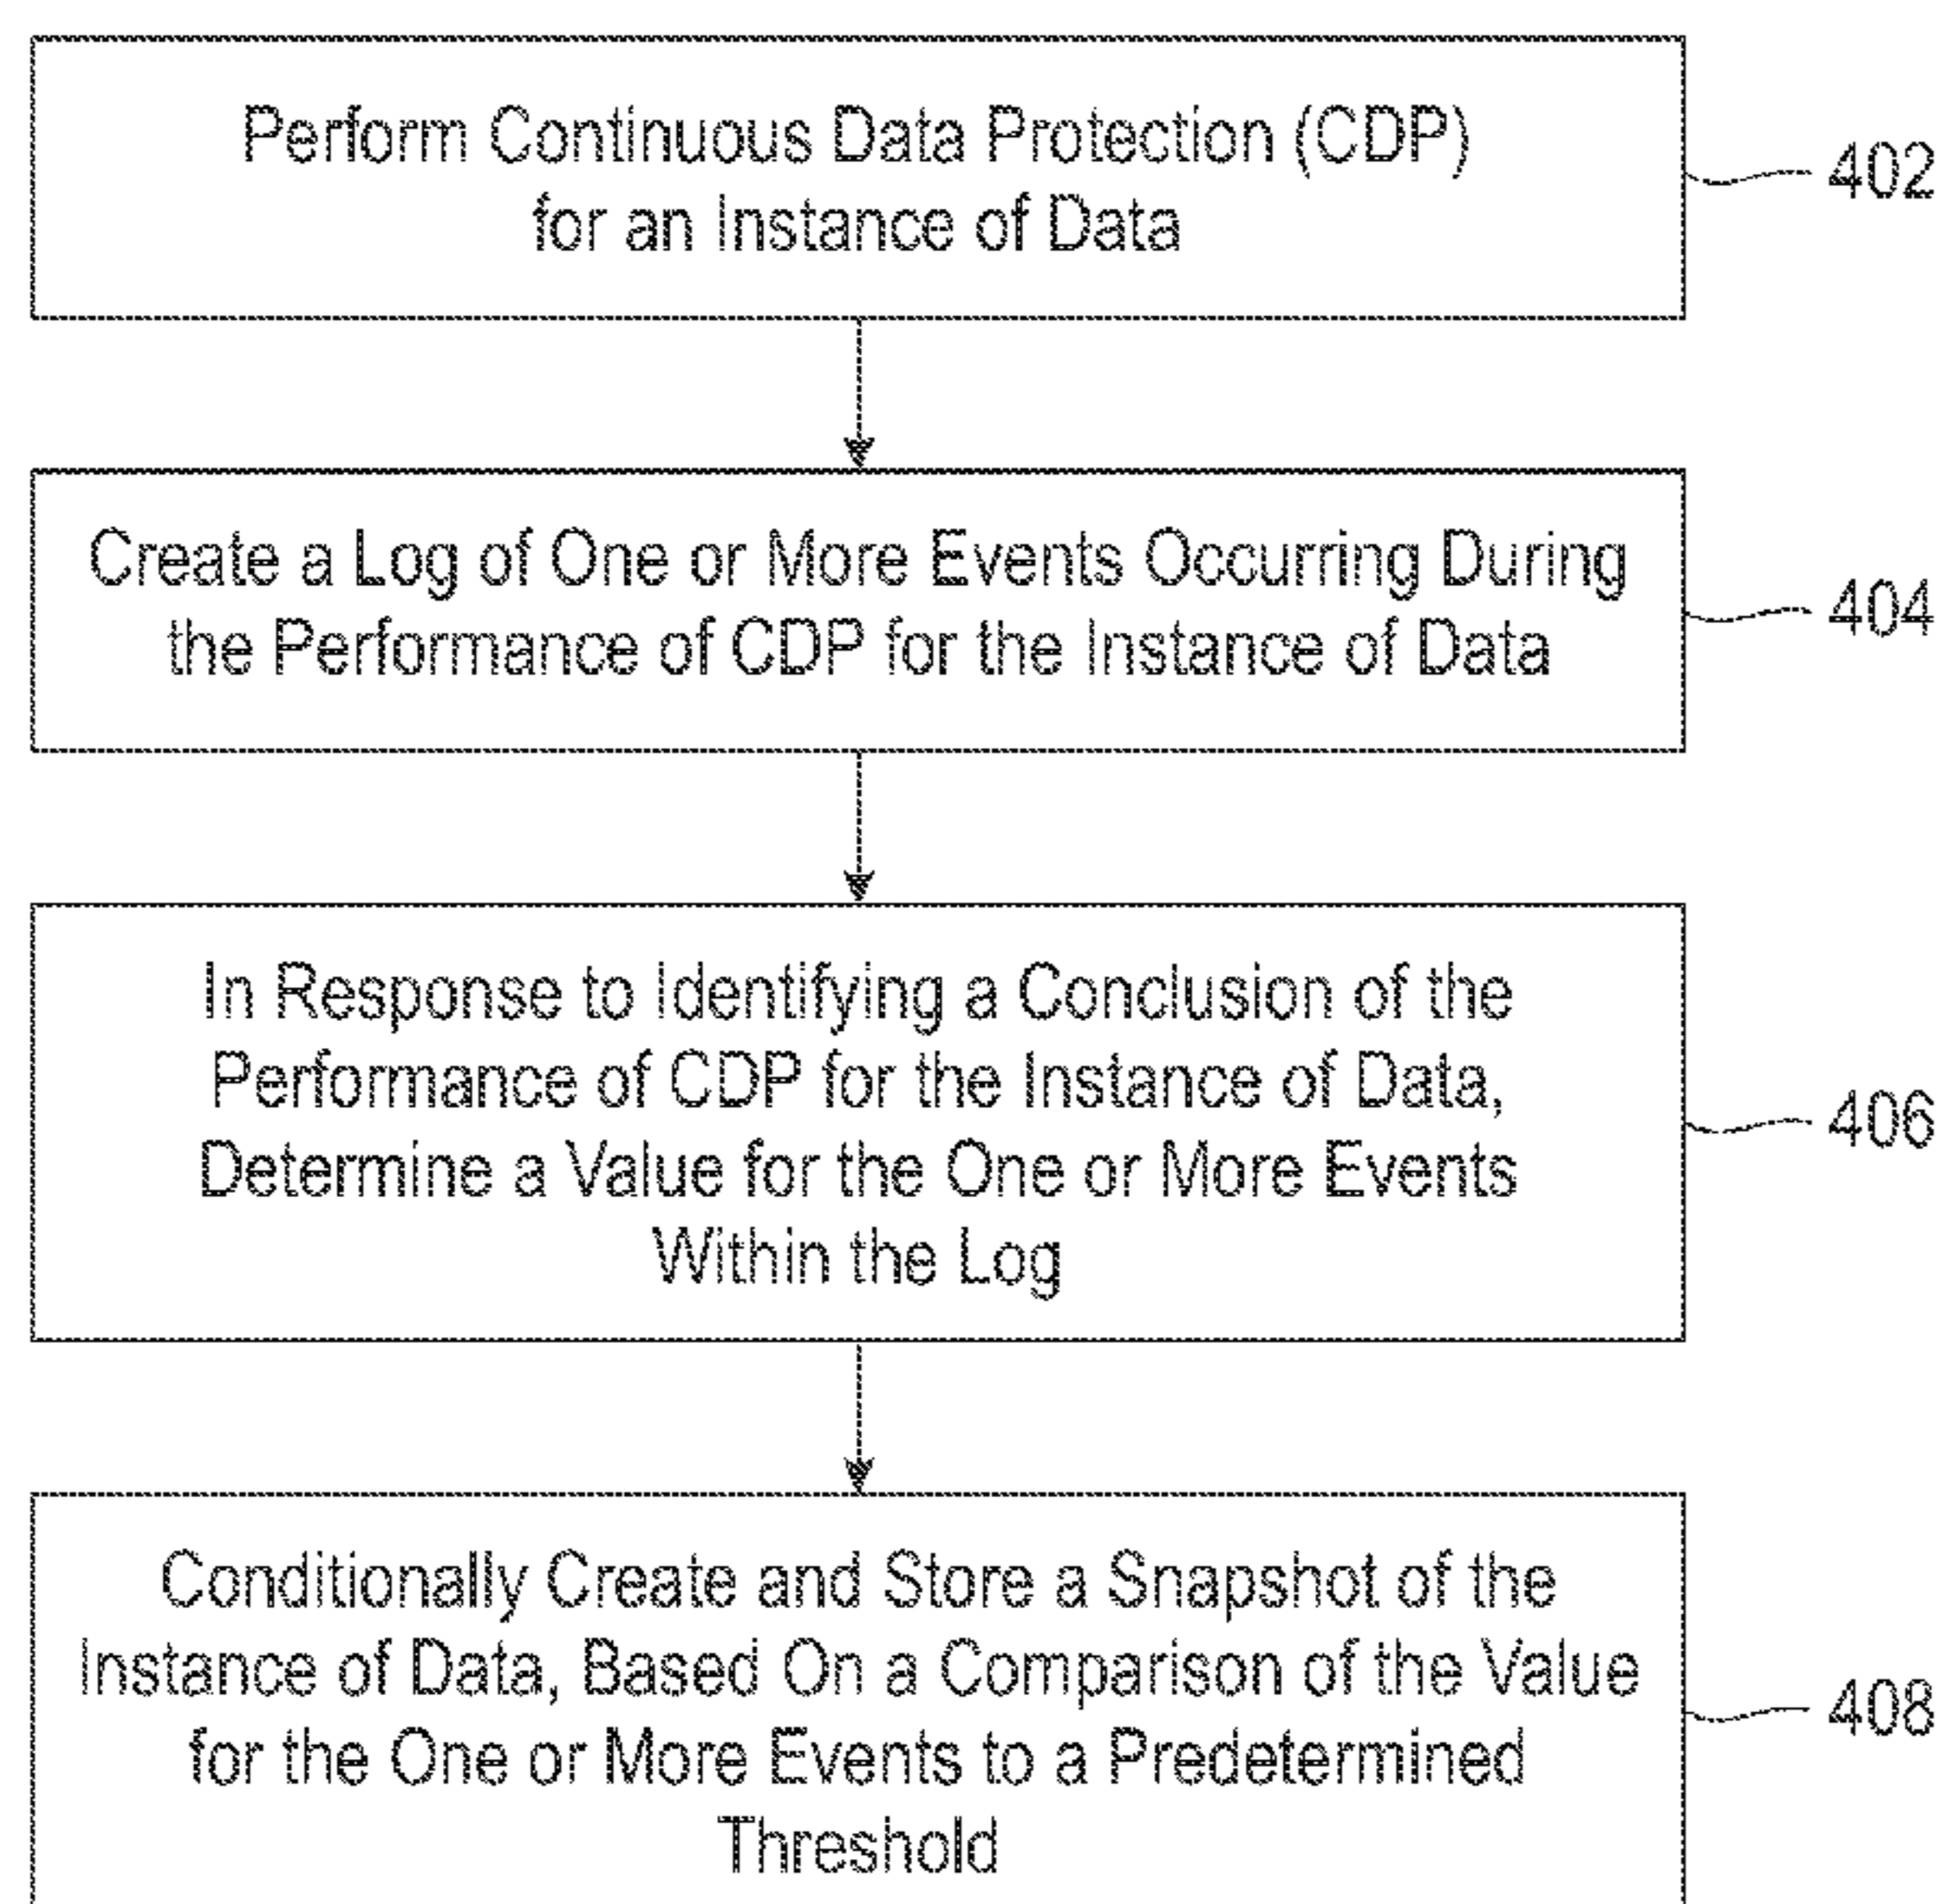 Perform Continuous Data Protection (CDP)
for an Instance of Data
402
Create a Log of One or More Events Occurring During
the Performance of CDP for the Instance of Data
404
In Response to Identifying a Conclusion of the
Performance of CDP for the Instance of Data,
Determine a Value for the One or More Events
Within the Log
406
Conditionally Create and Store a Snapshot of the
Instance of Data, Based On a Comparison of the Value
for the One or More Events to a Predetermined
Threshold
408